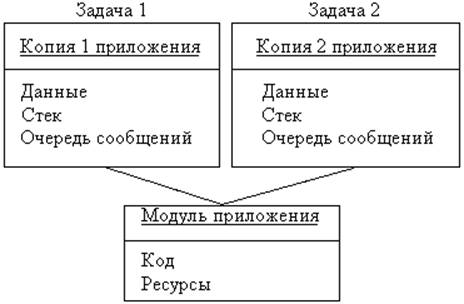 Задача 1
Задача 2
Копия 1 приложения
Данные
Стек
Очередь сообщений
Копия 2 приложения
Данные
Стек
Очередь сообщений
Модуль приложения
Код
Ресурсы